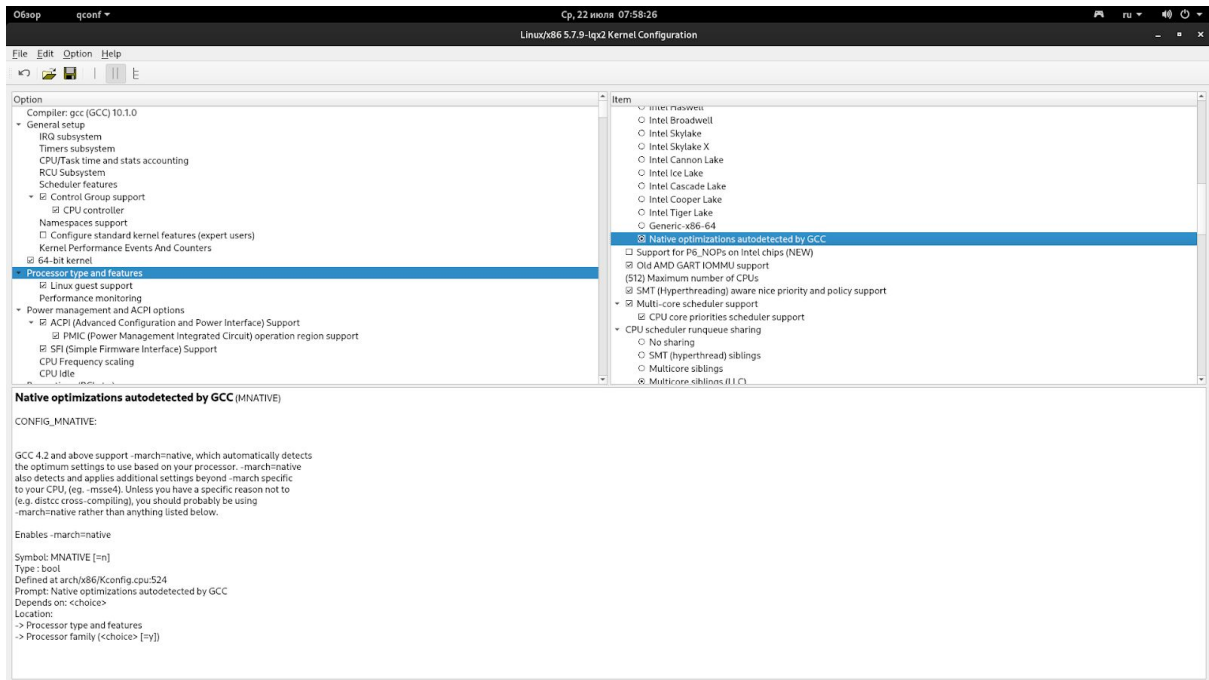 Обзор qconf Ср, 22 июля 07:58:26 ru
Linux/x86 5.7.9-lqx2 Kernel Configuration
File Edit Option Help
Option
Compiler: gcc (GCC) 10.1.0
General setup
IRQ subsystem
Timers subsystem
CPU/Task time and stats accounting
RCU Subsystem
Scheduler features
Control Group support
CPU controller
Namespaces support
Configure standard kernel features (expert users)
Kernel Performance Events And Counters
64-bit kernel
Processor type and features
Linux guest support
Performance monitoring
Power management and ACPI options
ACPI (Advanced Configuration and Power Interface) Support
PMIC (Power Management Integrated Circuit) operation region support
SFI (Simple Firmware Interface) Support
CPU Frequency scaling
CPU Idle
Item
Intel Haswell
Intel Broadwell
Intel Skylake
Intel Skylake X
Intel Cannon Lake
Intel Ice Lake
Intel Cascade Lake
Intel Cooper Lake
Intel Tiger Lake
Generic-x86-64
Native optimizations autodetected by GCC
Support for P6_NOPs on Intel chips (NEW)
Old AMD GART IOMMU support
(512) Maximum number of CPUs
SMT (Hyperthreading) aware nice priority and policy support
Multi-core scheduler support
CPU core priorities scheduler support
CPU scheduler runqueue sharing
No sharing
SMT (hyperthread) siblings
Multicore siblings
Multicore siblings (LLC)
Native optimizations autodetected by GCC (MNATIVE)
CONFIG_MNATIVE:
GCC 4.2 and above support -march=native, which automatically detects
the optimum settings to use based on your processor. -march=native
also detects and applies additional settings beyond -march specific
to your CPU, (eg. -msse4). Unless you have a specific reason not to
(e.g. distcc cross-compiling), you should probably be using
-march=native rather than anything listed below.
Enables -march=native
Symbol: MNATIVE [=n]
Type : bool
Defined at arch/x86/Kconfig.cpu:524
Prompt: Native optimizations autodetected by GCC
Depends on: <choice>
Location:
-> Processor type and features
-> Processor family (<choice> [=y])